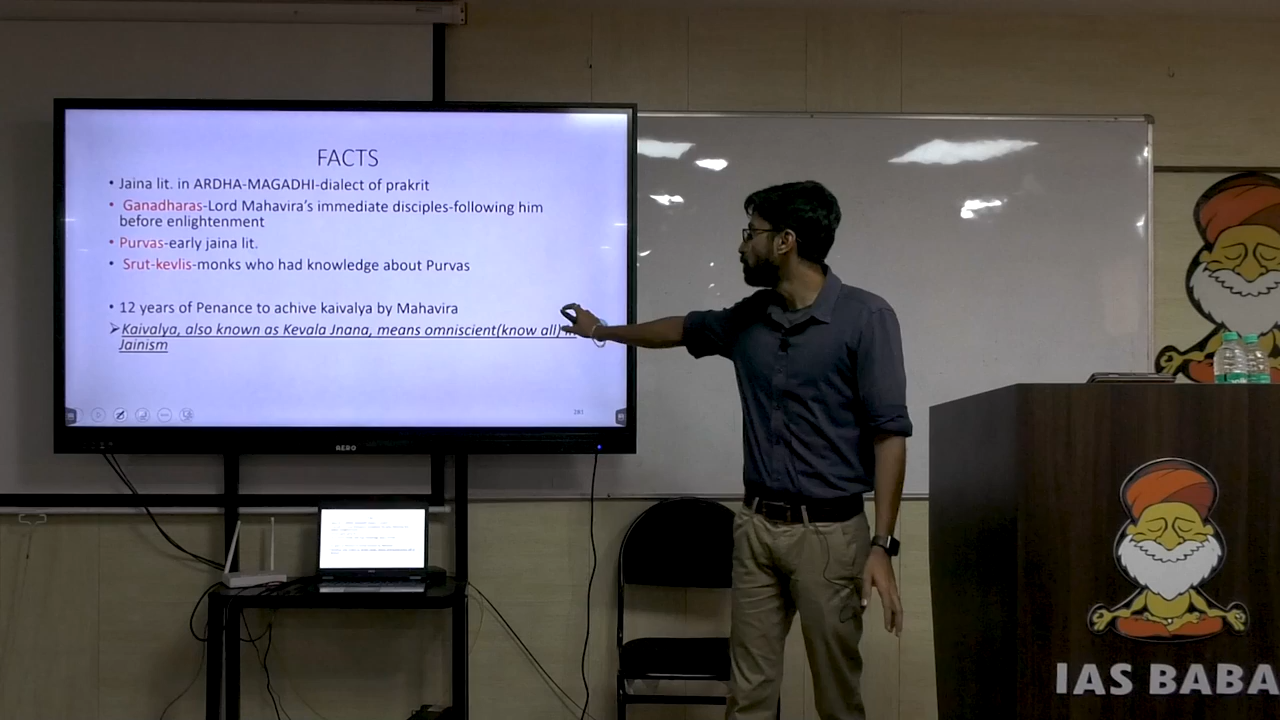 FACTS
• Jaina lit. in ARDHA-MAGADHI-dialect of prakrit
• Ganadharas-Lord Mahavira's immediate disciples-following him
before enlightenment
• Purvas-early jaina lit.
• Srut-kevlis-monks who had knowledge about Purvas
• 12 years of Penance to achive kaivalya by Mahavira
➢Kaivalya, also known as Kevala Jnana, means omniscient(know all)
Jainism
181
AERO
IAS BABA